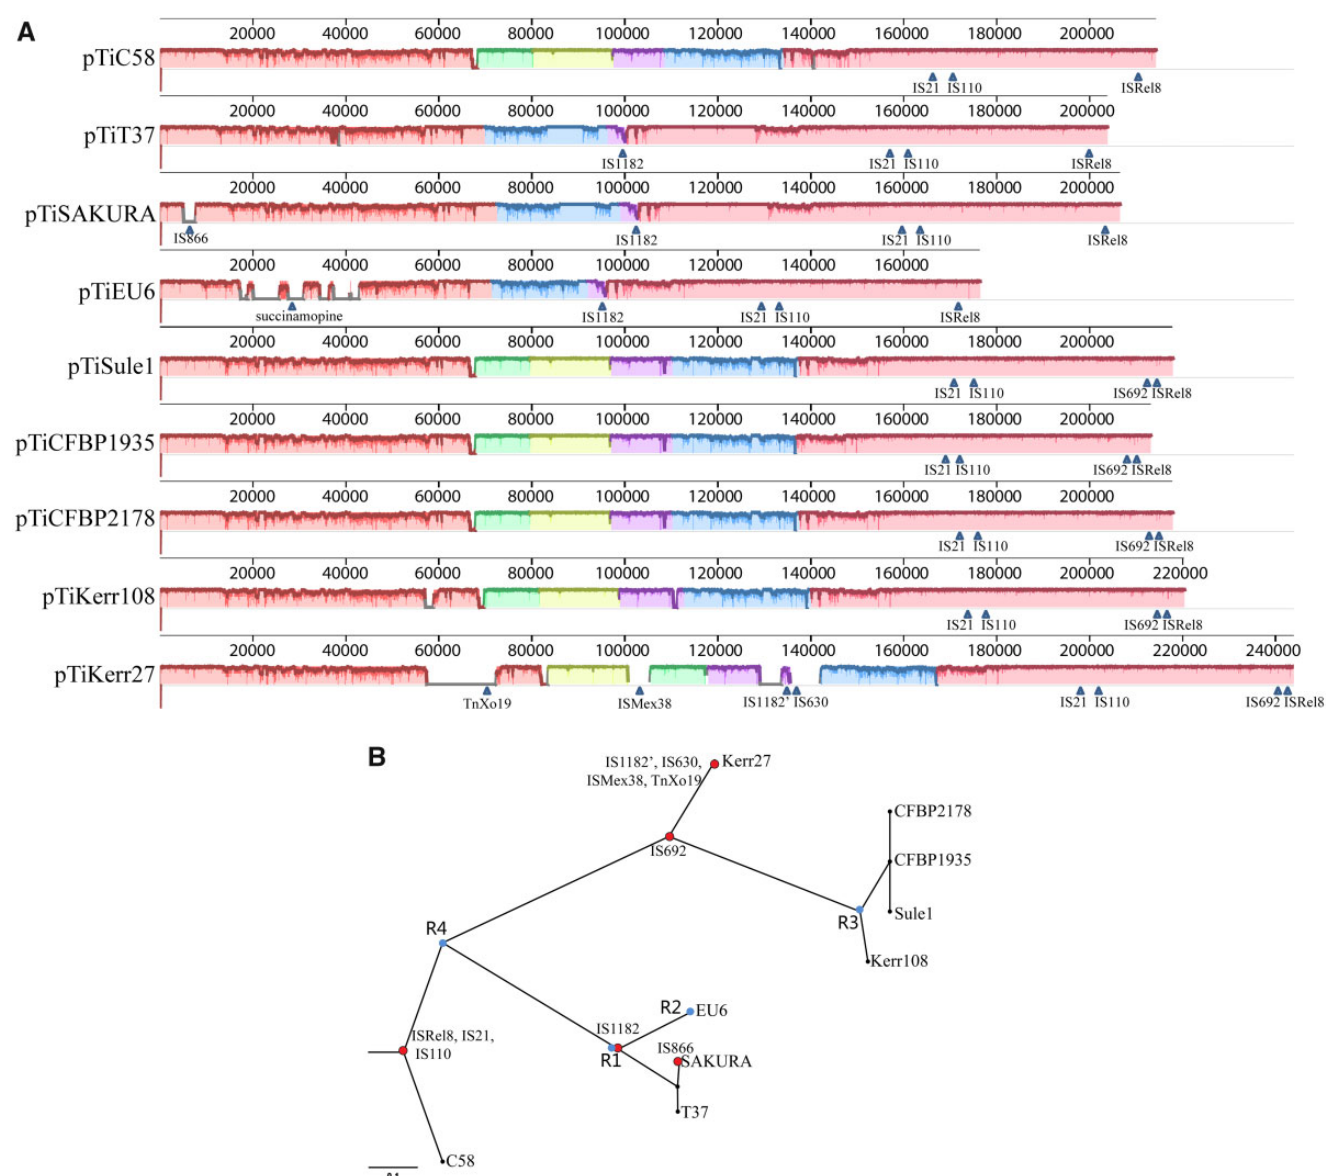 A
20000 40000 60000 80000 100000 120000 140000 160000 180000 200000
pTiC58
IS21 IS110 ISRel8
20000 40000 60000 80000 100000 120000 140000 160000 180000 200000
pTiT37
IS1182 IS21 IS110 ISRel8
20000 40000 60000 80000 100000 120000 140000 160000 180000 200000
pTiSAKURA
IS866 IS1182 IS21 IS110 ISRel8
20000 40000 60000 80000 100000 120000 140000 160000
pTiEU6
succinamopine IS1182 IS21 IS110 ISRel8
20000 40000 60000 80000 100000 120000 140000 160000 180000 200000
pTiSule1
IS21 IS110 IS692 ISRel8
20000 40000 60000 80000 100000 120000 140000 160000 180000 200000
pTiCFBP1935
IS21 IS110 IS692 ISRel8
20000 40000 60000 80000 100000 120000 140000 160000 180000 200000
pTiCFBP2178
IS21 IS110 IS692 ISRel8
20000 40000 60000 80000 100000 120000 140000 160000 180000 200000 220000
pTiKerr108
IS21 IS110 IS692 ISRel8
20000 40000 60000 80000 100000 120000 140000 160000 180000 200000 220000 240000
pTiKerr27
TnXo19 ISMex38 IS1182' IS630 IS21 IS110 IS692 ISRel8
B
IS1182', IS630, Kerr27
ISMex38, TnXo19
CFBP2178
IS692
CFBP1935
Sule1
R3
R4
Kerr108
R2 EU6
IS1182
ISRel8, IS21,
IS110
IS866
R1
SAKURA
T37
C58